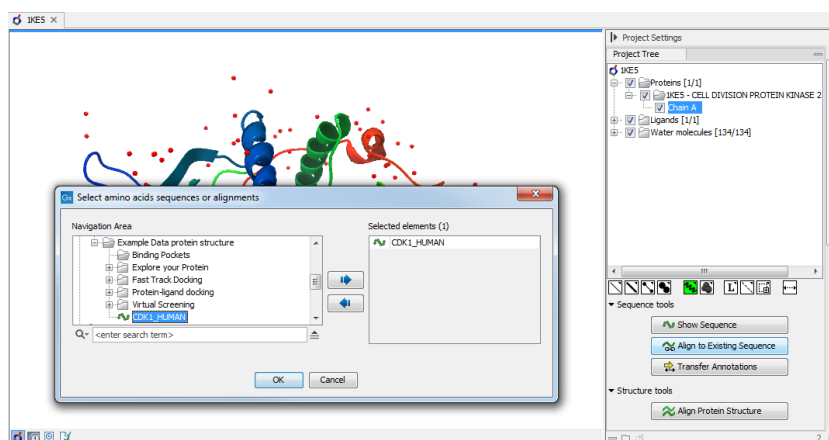 1KE5
Project Settings
Project Tree
1KE5
Proteins [1/1]
1KE5 - CELL DIVISION PROTEIN KINASE 2
Chain A
Ligands [1/1]
Water molecules [134/134]
Gx Select amino acids sequences or alignments
Navigation Area
Example Data protein structure
Binding Pockets
Explore your Protein
Fast Track Docking
Protein-ligand docking
Virtual Screening
CDK1_HUMAN
<enter search term>
Selected elements (1)
CDK1_HUMAN
OK
Cancel
L
Sequence tools
Show Sequence
Align to Existing Sequence
Transfer Annotations
Structure tools
Align Protein Structure
?